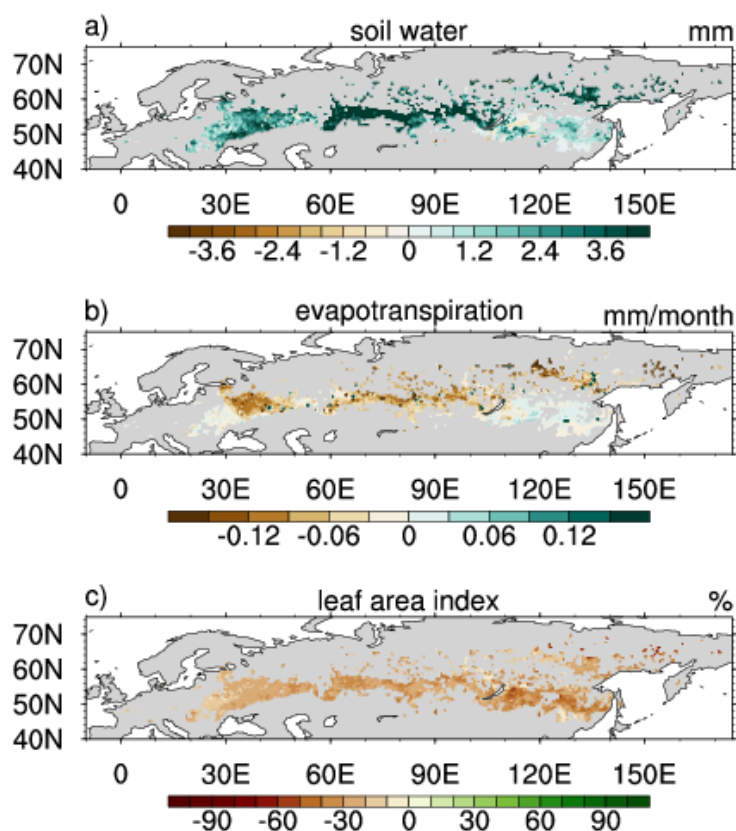 a) soil water mm
70N
60N
50N
40N
0 30E 60E 90E 120E 150E
-3.6 -2.4 -1.2 0 1.2 2.4 3.6
b) evapotranspiration mm/month
70N
60N
50N
40N
0 30E 60E 90E 120E 150E
-0.12 -0.06 0 0.06 0.12
c) leaf area index %
70N
60N
50N
40N
0 30E 60E 90E 120E 150E
-90 -60 -30 0 30 60 90